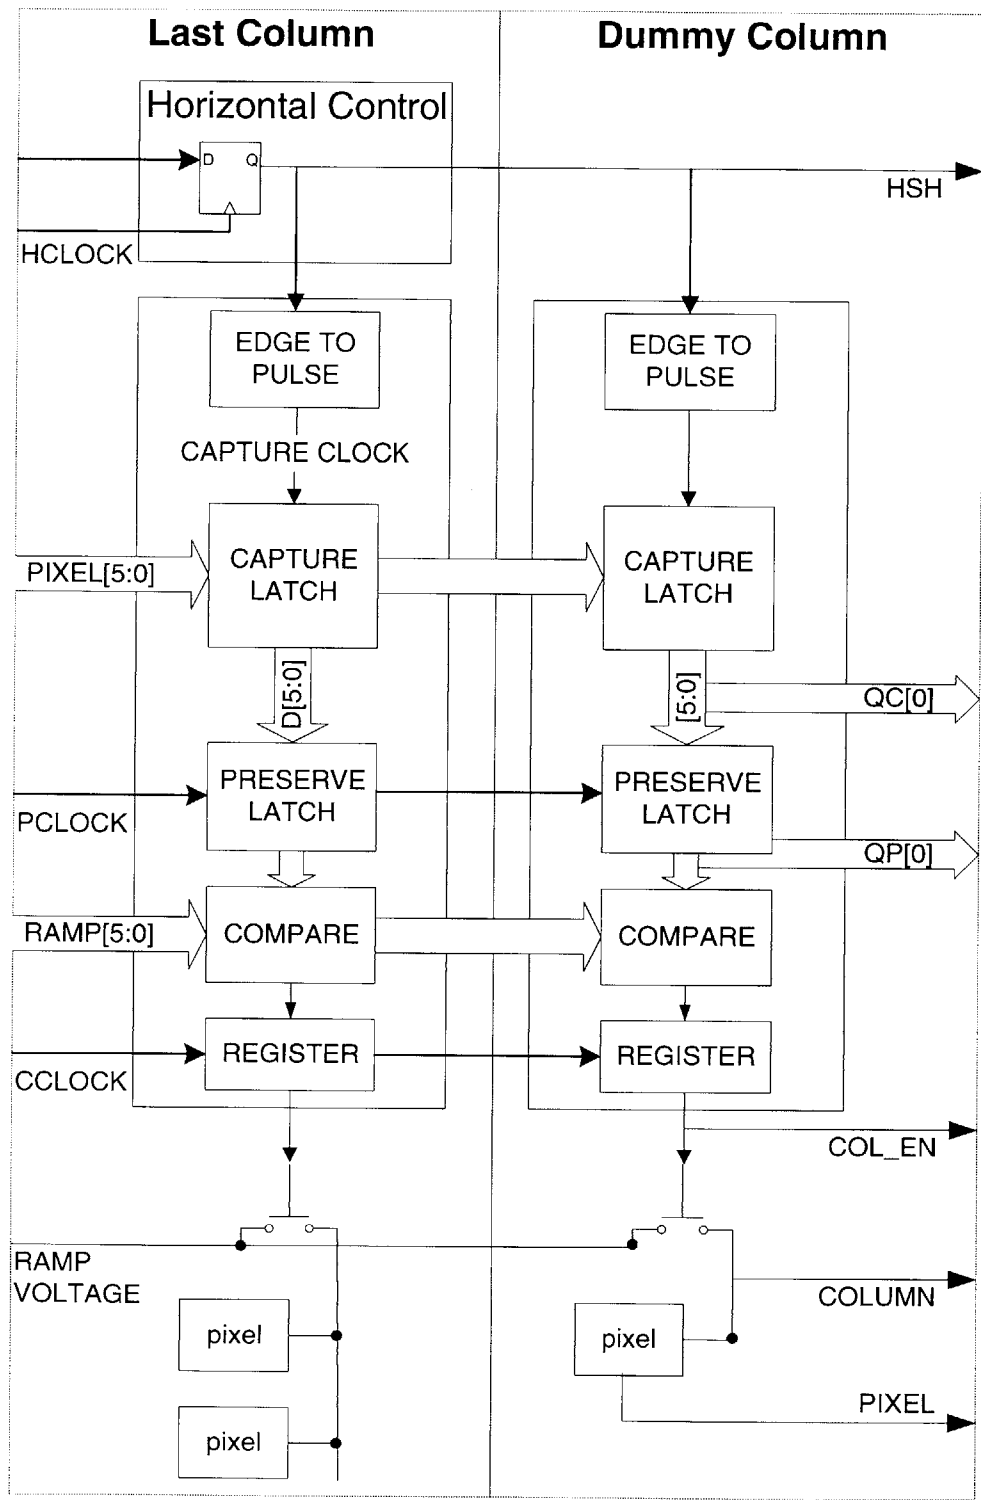 Last Column
Dummy Column
Horizontal Control
D
Q
HSH
HCLOCK
EDGE TO
PULSE
EDGE TO
PULSE
CAPTURE CLOCK
PIXEL[5:0]
CAPTURE
LATCH
CAPTURE
LATCH
D[5:0]
[5:0]
QC[0]
PCLOCK
PRESERVE
LATCH
PRESERVE
LATCH
QP[0]
RAMP[5:0]
COMPARE
COMPARE
CCLOCK
REGISTER
REGISTER
COL_EN
RAMP
VOLTAGE
COLUMN
pixel
pixel
PIXEL
pixel